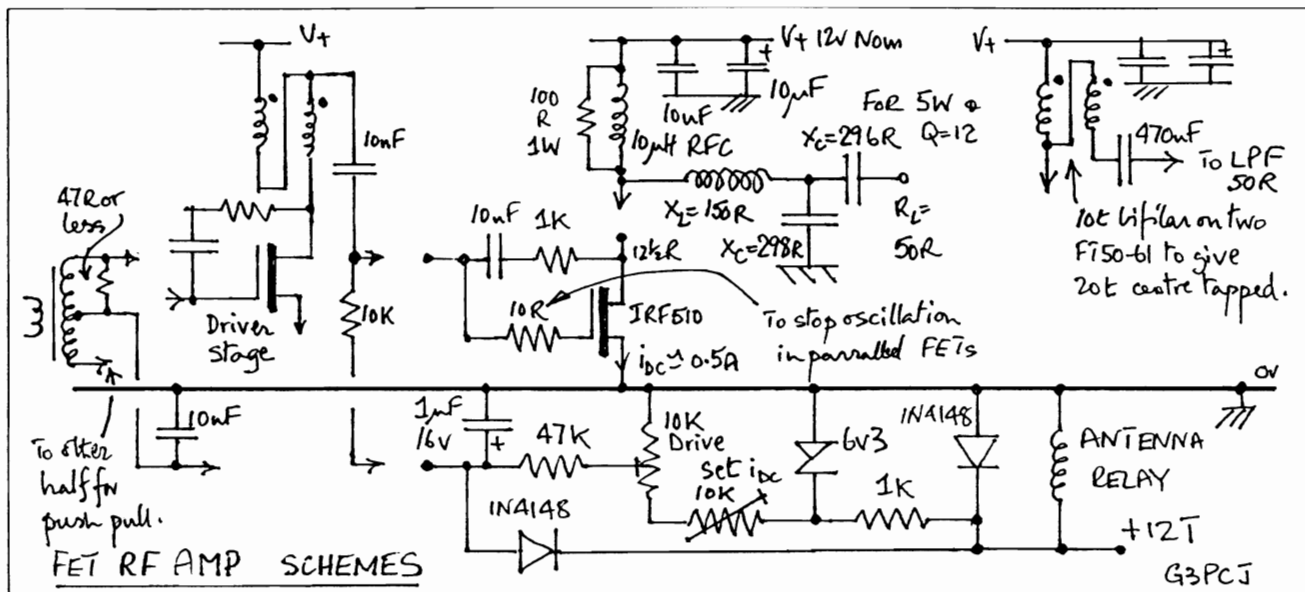 V+
10nF
47R or
less
Driver
stage
10K
10nF
To other
half for
push pull.
FET RF AMP SCHEMES
V+ 12V Nom
100
R
1W
10nF
10µF
10µH RFC
FOR 5W &
Q=12
XC=296R
XL=150R
XC=298R
RL=
50R
10nF
1K
12½R
10R
IRF510
iDC ≈ 0.5A
To stop oscillation
in parralled FETs
V+
470nF
To LPF
50R
10t bifilar on two
FT50-61 to give
20t centre tapped.
0V
1µF
16V
+
47K
10K
Drive
set iDC
10K
6V3
1N4148
1K
1N4148
ANTENNA
RELAY
+12T
G3PCJ